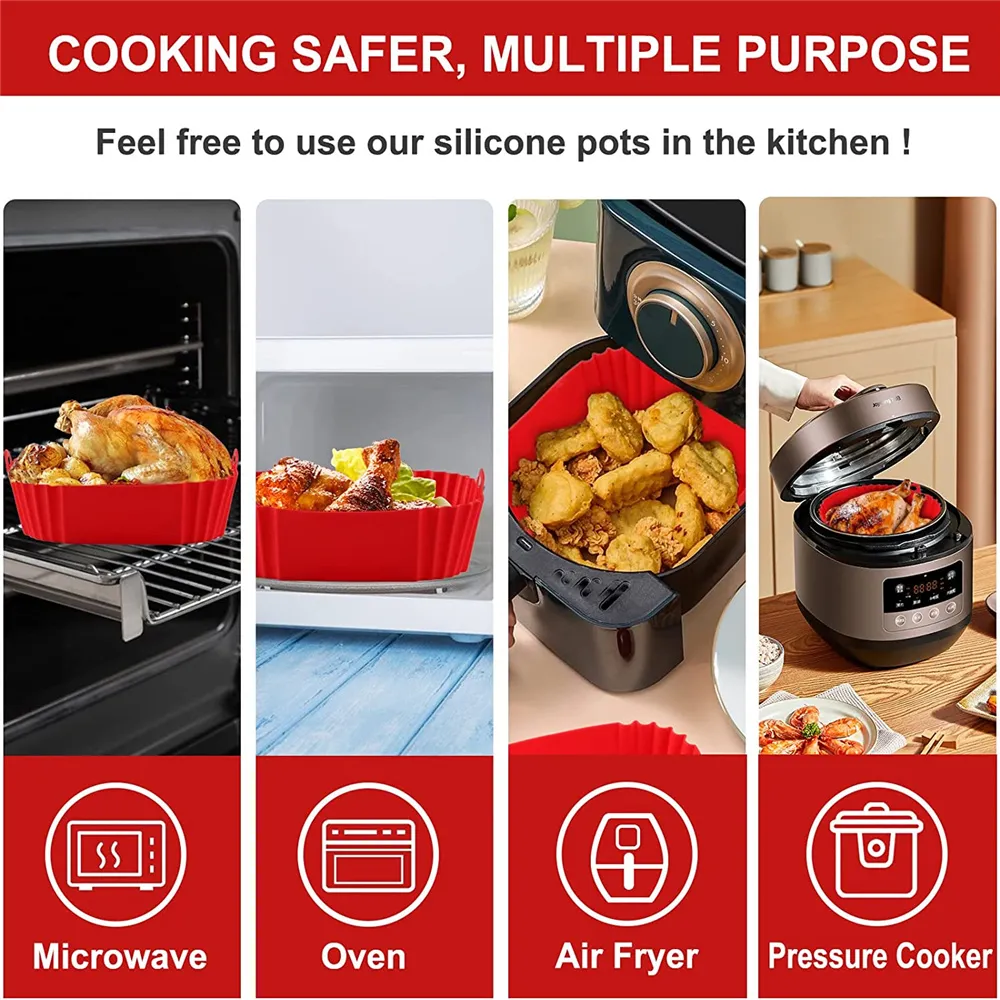 COOKING SAFER, MULTIPLE PURPOSE
Feel free to use our silicone pots in the kitchen !
Microwave
Oven
Air Fryer
Pressure Cooker